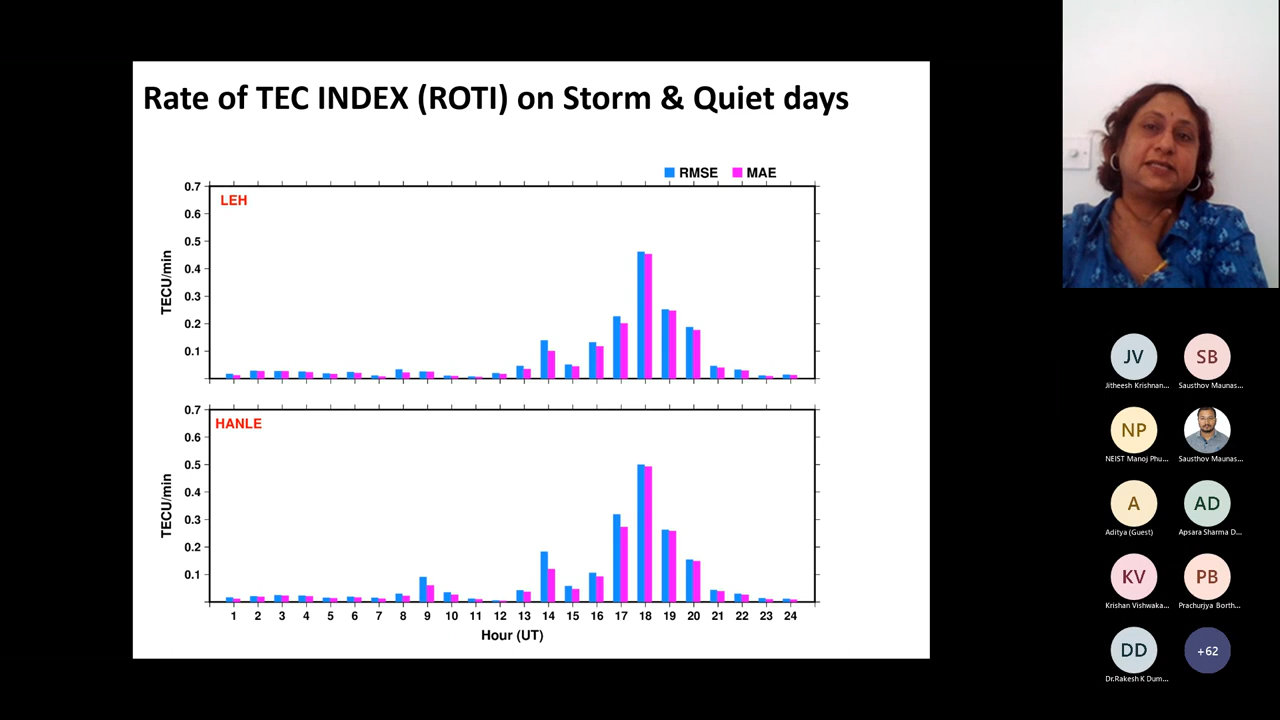 Rate of TEC INDEX (ROTI) on Storm & Quiet days
RMSE MAE
LEH
0.7
0.6
0.5
0.4
0.3
0.2
0.1
TECU/min
HANLE
0.7
0.6
0.5
0.4
0.3
0.2
0.1
TECU/min
1 2 3 4 5 6 7 8 9 10 11 12 13 14 15 16 17 18 19 20 21 22 23 24
Hour (UT)
JV SB
Jitheesh Krishnan... Sausthov Maunas...
NP
NEIST Manoj Phu... Sausthov Maunas...
A AD
Aditya (Guest) Apsara Sharma D...
KV PB
Krishan Vishwaka... Prachurjya Borth...
DD +62
Dr.Rakesh K Dum...